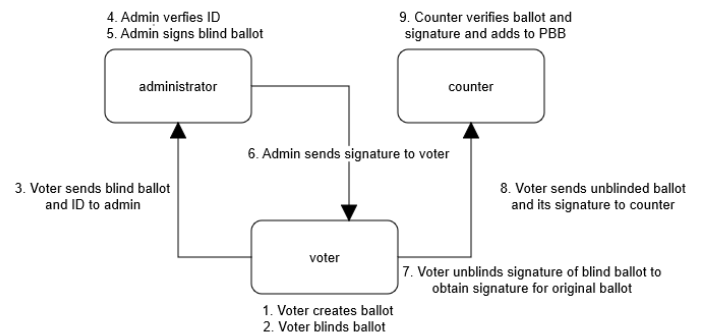 4. Admin verfies ID
5. Admin signs blind ballot
9. Counter verifies ballot and
signature and adds to PBB
administrator
counter
6. Admin sends signature to voter
3. Voter sends blind ballot
and ID to admin
8. Voter sends unblinded ballot
and its signature to counter
voter
7. Voter unblinds signature of blind ballot to
obtain signature for original ballot
1. Voter creates ballot
2. Voter blinds ballot